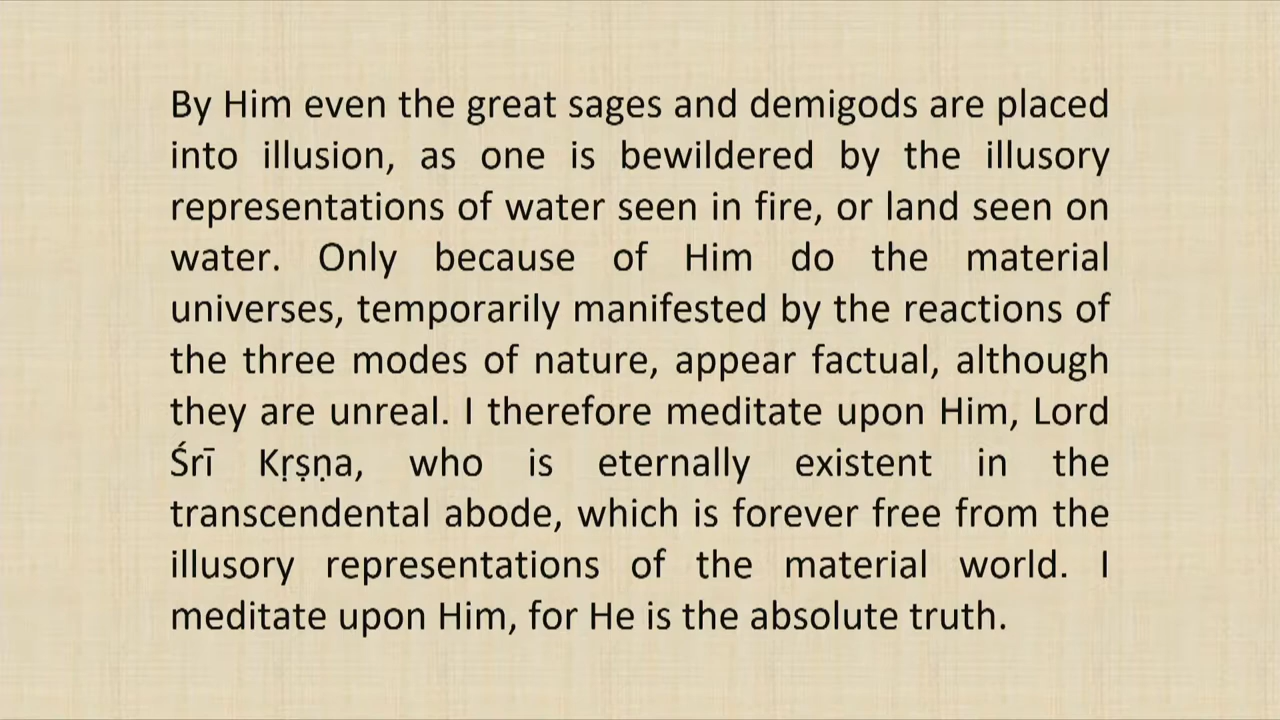 By Him even the great sages and demigods are placed
into illusion, as one is bewildered by the illusory
representations of water seen in fire, or land seen on
water. Only because of Him do the material
universes, temporarily manifested by the reactions of
the three modes of nature, appear factual, although
they are unreal. I therefore meditate upon Him, Lord
Śrī Kṛṣṇa, who is eternally existent in the
transcendental abode, which is forever free from the
illusory representations of the material world. I
meditate upon Him, for He is the absolute truth.